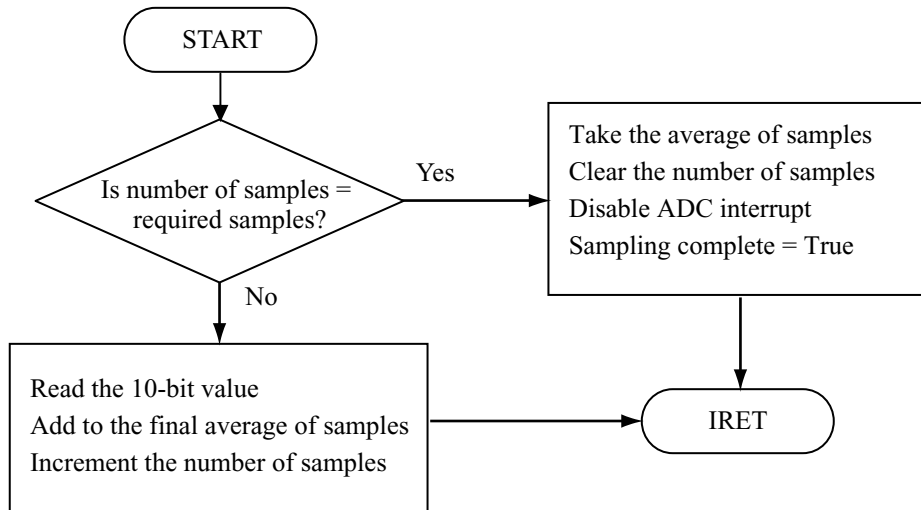 START
Is number of samples =
required samples?
Yes
Take the average of samples
Clear the number of samples
Disable ADC interrupt
Sampling complete = True
No
Read the 10-bit value
Add to the final average of samples
Increment the number of samples
IRET